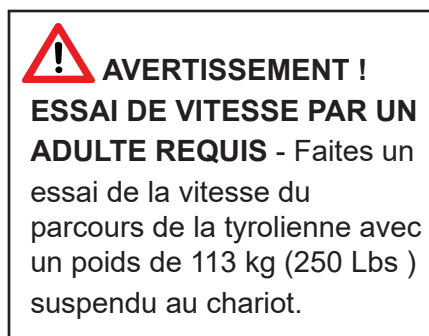 AVERTISSEMENT !
ESSAI DE VITESSE PAR UN
ADULTE REQUIS - Faites un
essai de la vitesse du
parcours de la tyrolienne avec
un poids de 113 kg (250 Lbs )
suspendu au chariot.